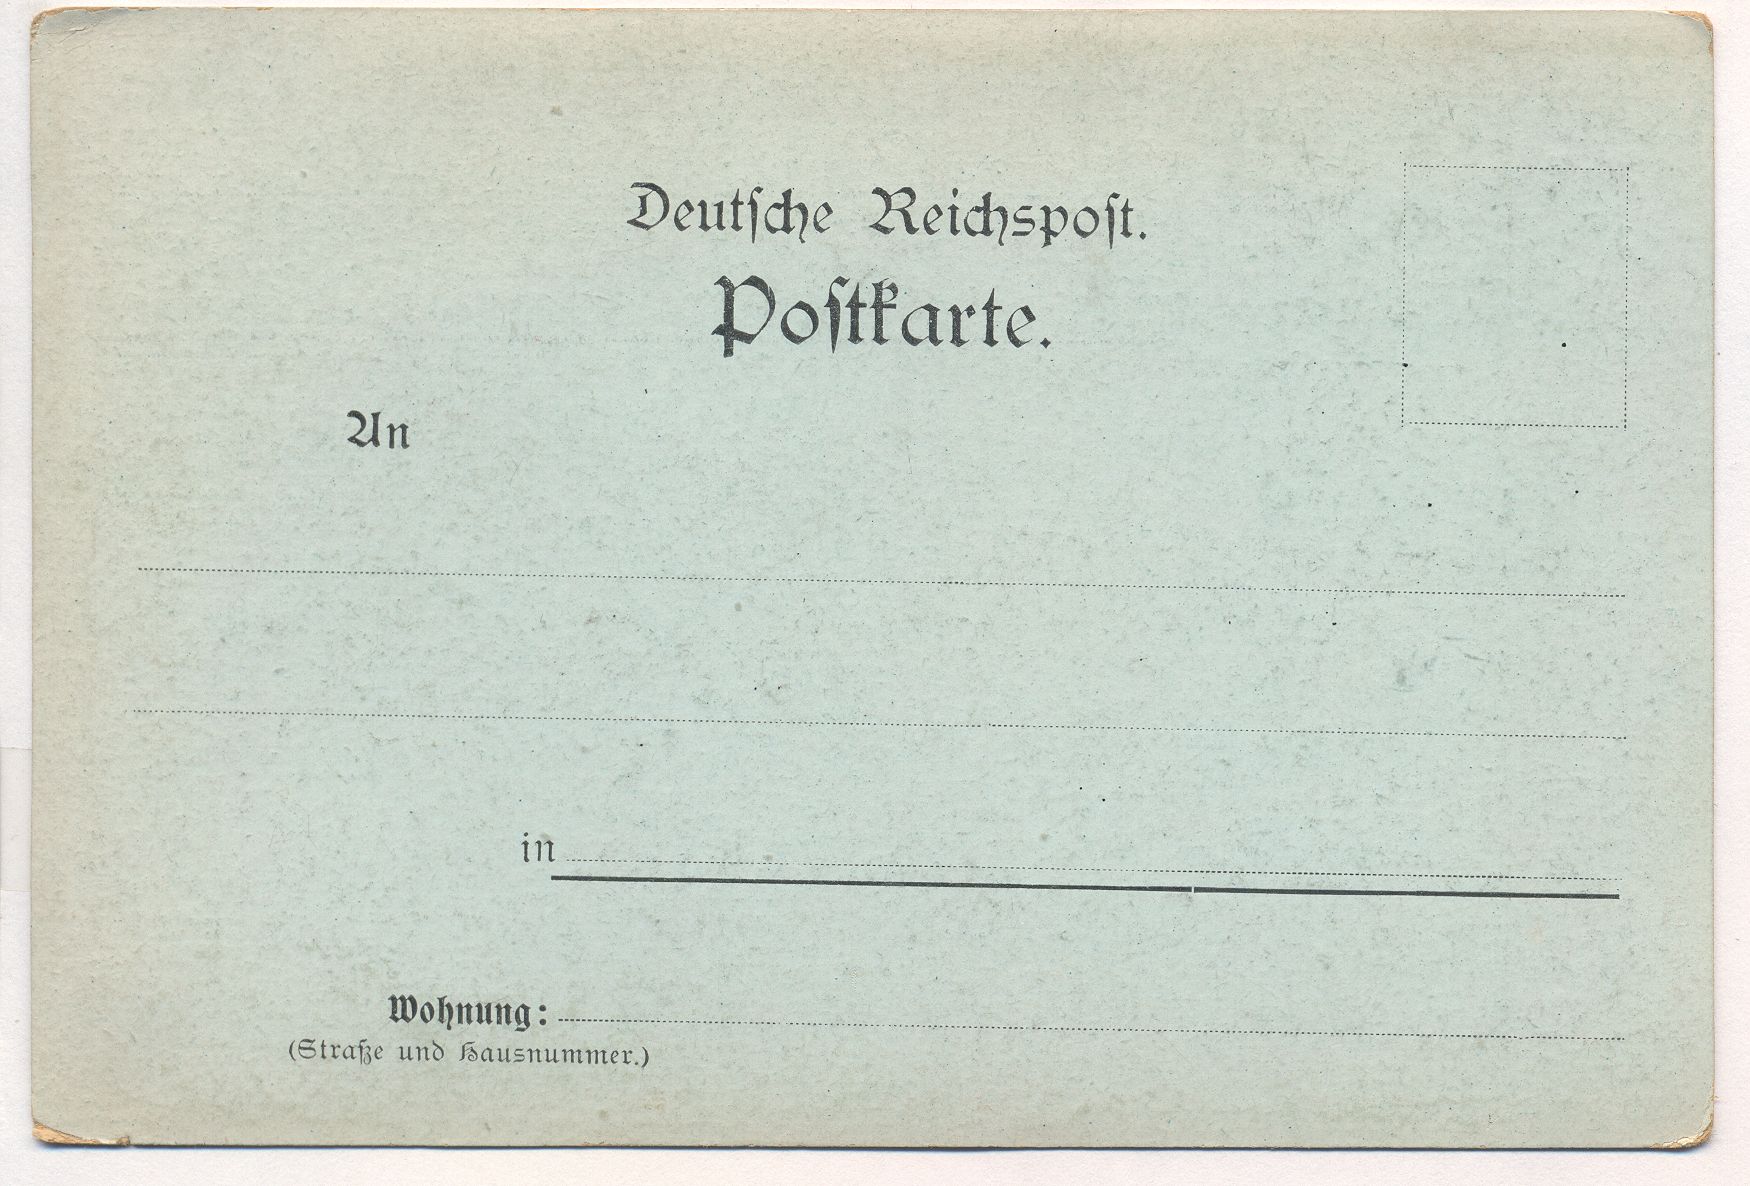 Deutſche Reichspoſt.
Poſtkarte.
An
in
Wohnung:
(Straße und Hausnummer.)